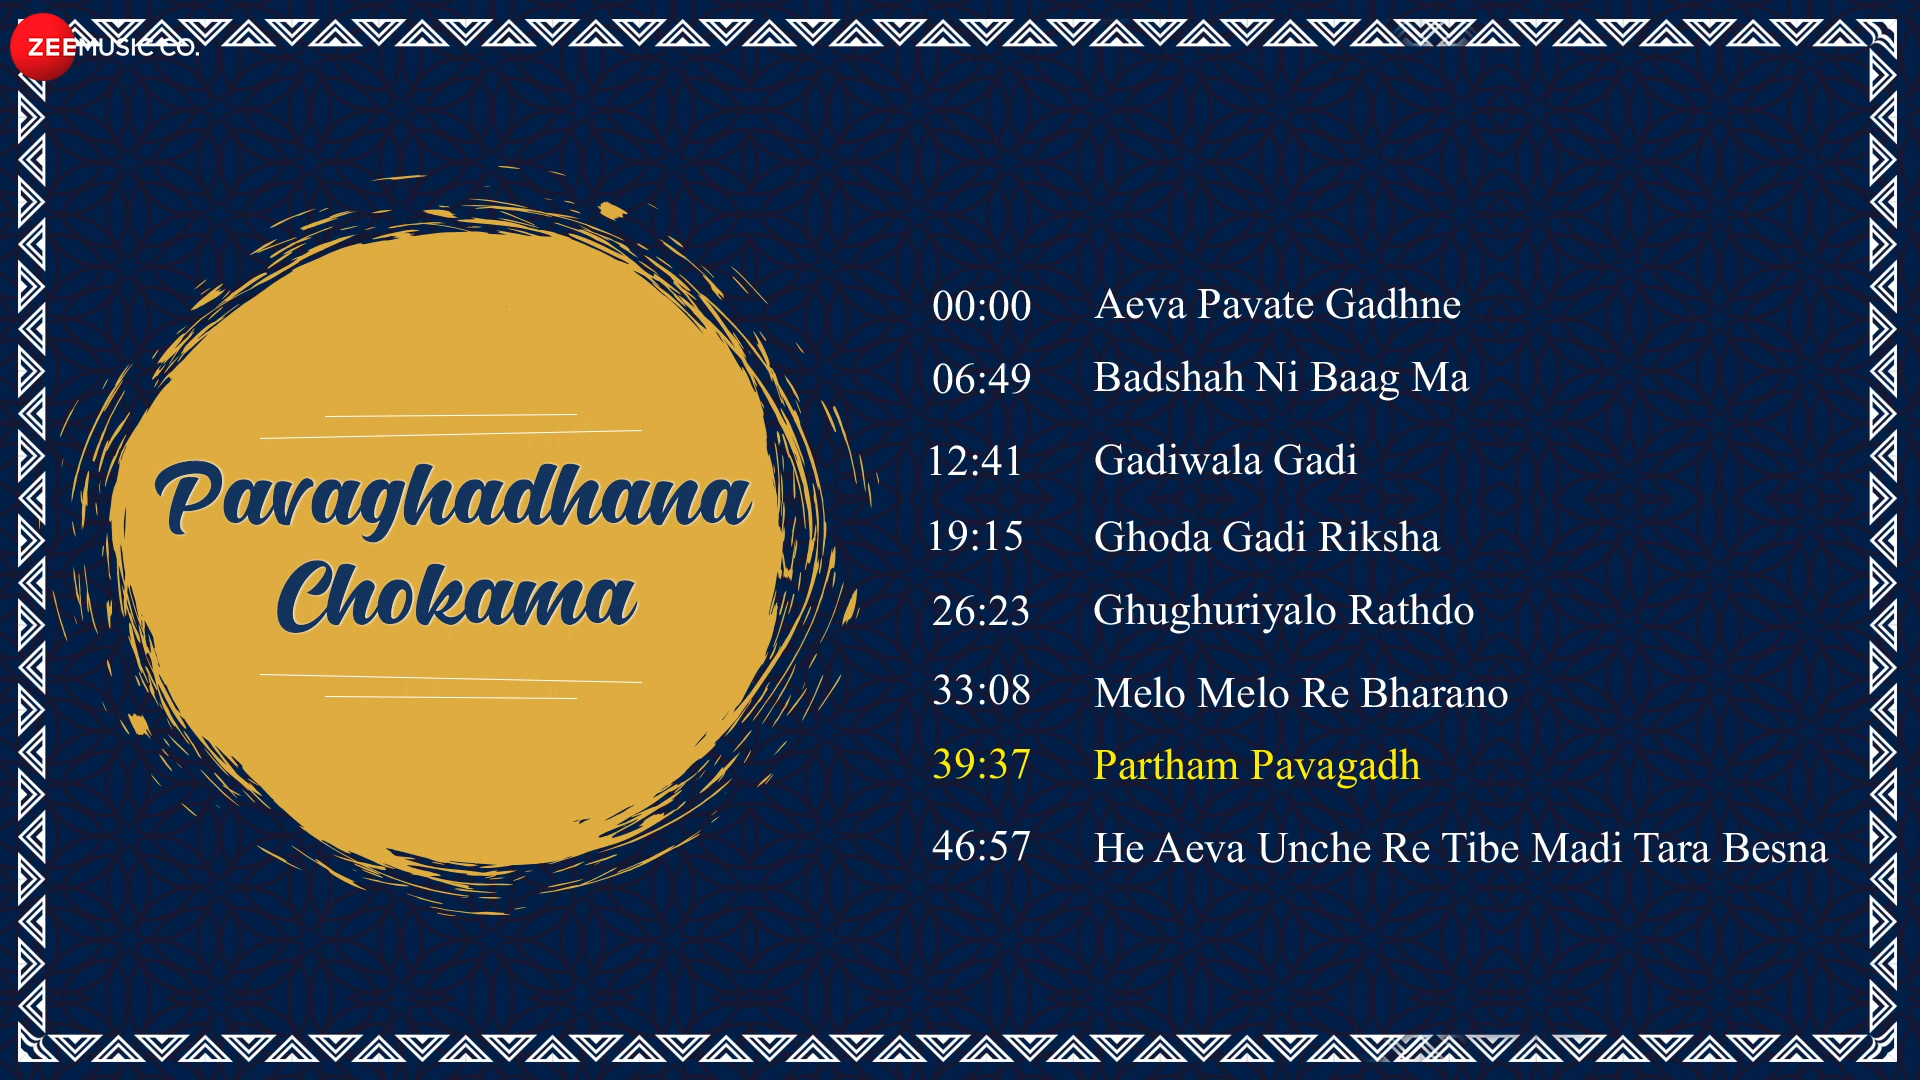 ZEE MUSIC CO.
Pavaghadhana
Chokama
00:00 Aeva Pavate Gadhne
06:49 Badshah Ni Baag Ma
12:41 Gadiwala Gadi
19:15 Ghoda Gadi Riksha
26:23 Ghughuriyalo Rathdo
33:08 Melo Melo Re Bharano
39:37 Partham Pavagadh
46:57 He Aeva Unche Re Tibe Madi Tara Besna